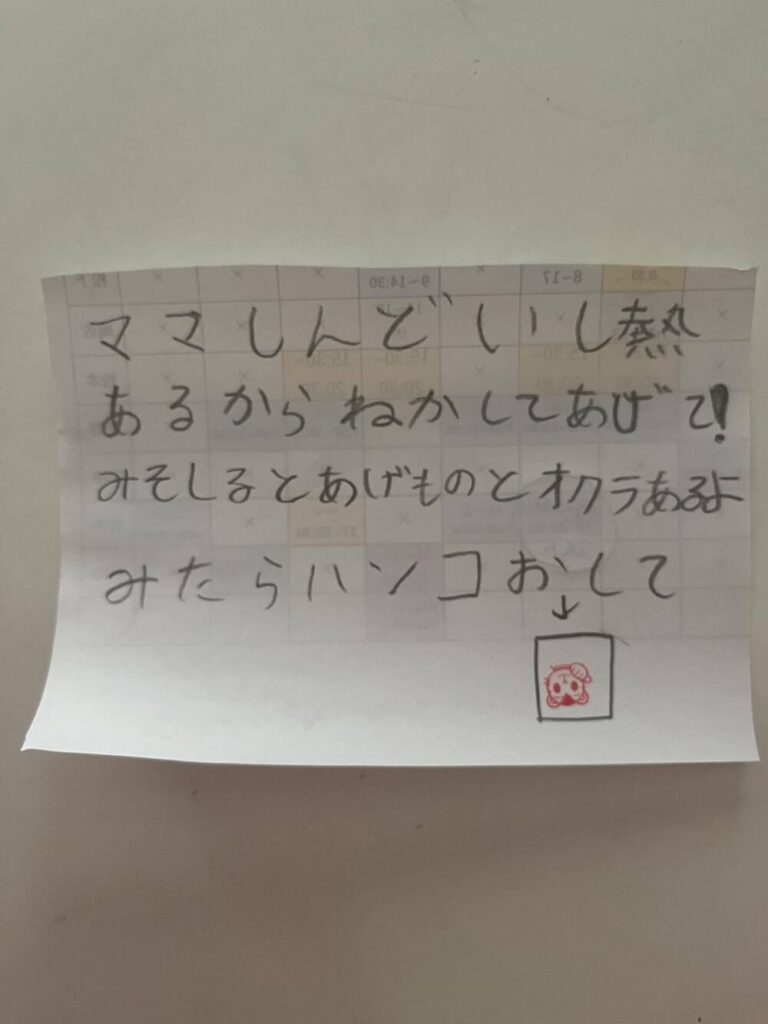 ママしんどいし熱
あるからねかしてあげて!
みそしるとあげものとオクラあるよ
みたらハンコおして
↓